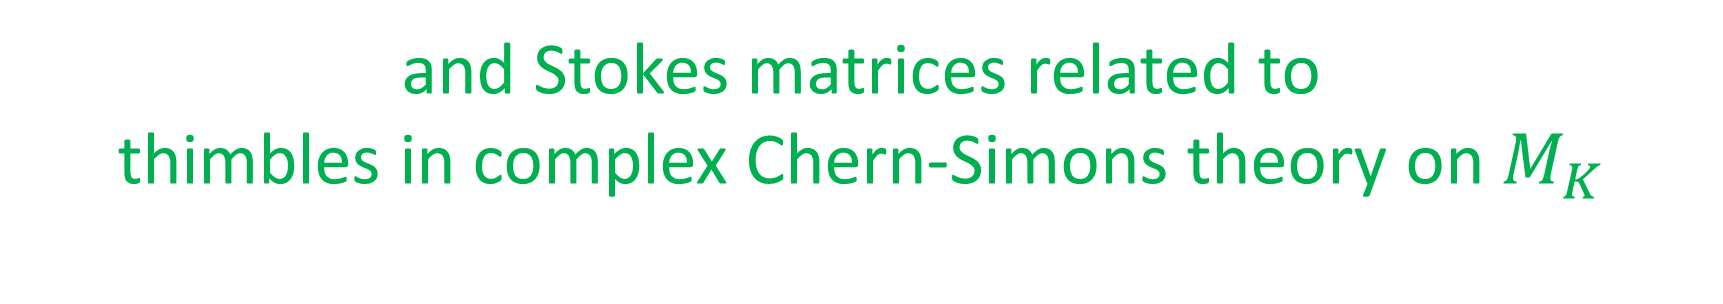 and Stokes matrices related to
thimbles in complex Chern-Simons theory on $M_K$